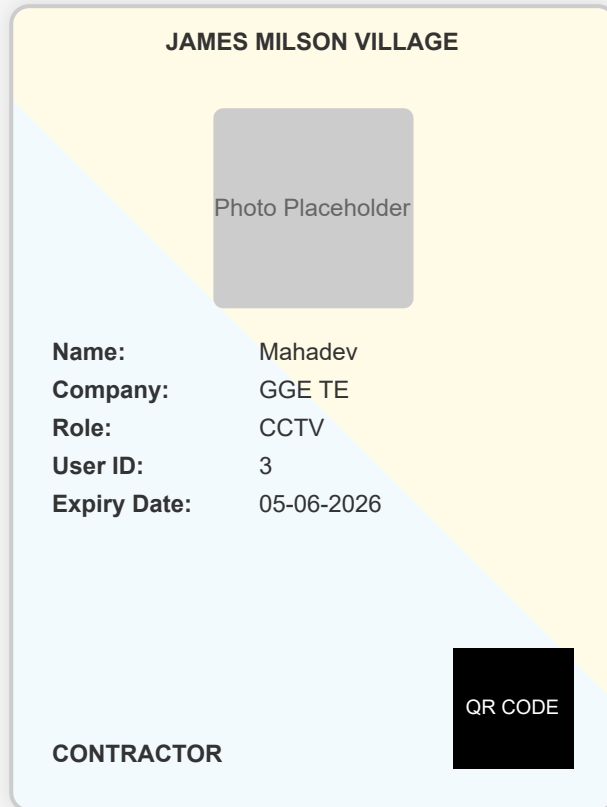 JAMES MILSON VILLAGE
Photo Placeholder
Name: Mahadev
Company: GGE TE
Role: CCTV
User ID: 3
Expiry Date: 05-06-2026
QR CODE
CONTRACTOR